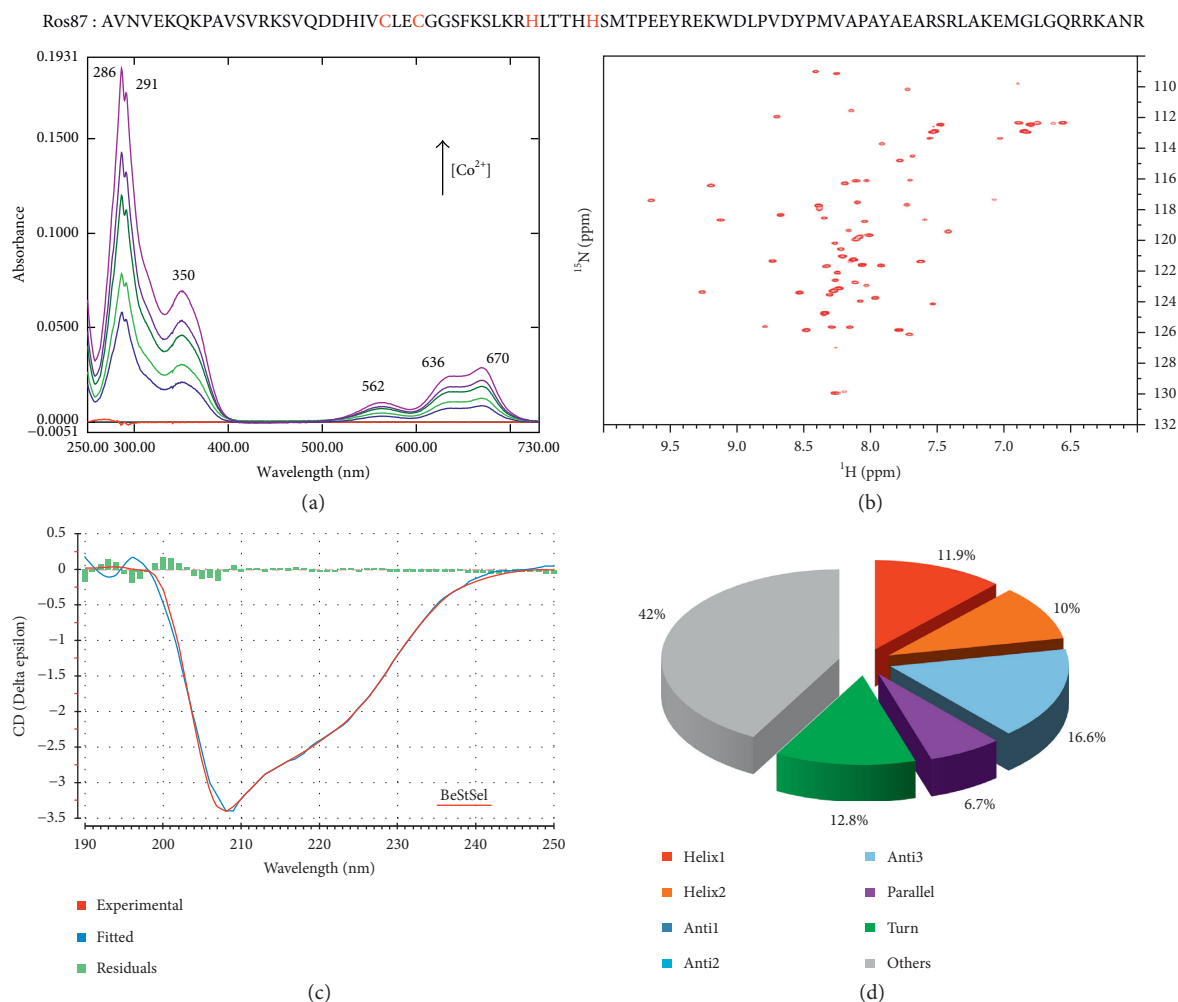 Ros87 : AVNVEKQKPAVSVRKSVQDDHIVCLECGGSFKSLKRHLTTHHSMTPEEYREKWDLPVDYPMVAPAYAEARSRLAKEMGLGQRRKANR
0.1931
0.1500
0.1000
0.0500
0.0000
−0.0051
Absorbance
286
291
350
[Co2+]
562
636
670
250.00 300.00 400.00 500.00 600.00 730.00
Wavelength (nm)
(a)
110
112
114
116
118
120
122
124
126
128
130
132
15N (ppm)
9.5 9.0 8.5 8.0 7.5 7.0 6.5
1H (ppm)
(b)
0.5
0
−0.5
−1
−1.5
−2
−2.5
−3
−3.5
CD (Delta epsilon)
BeStSel
190 200 210 220 230 240 250
Wavelength (nm)
Experimental
Fitted
Residuals
(c)
11.9%
10%
16.6%
6.7%
12.8%
42%
Helix1
Helix2
Anti1
Anti2
Anti3
Parallel
Turn
Others
(d)